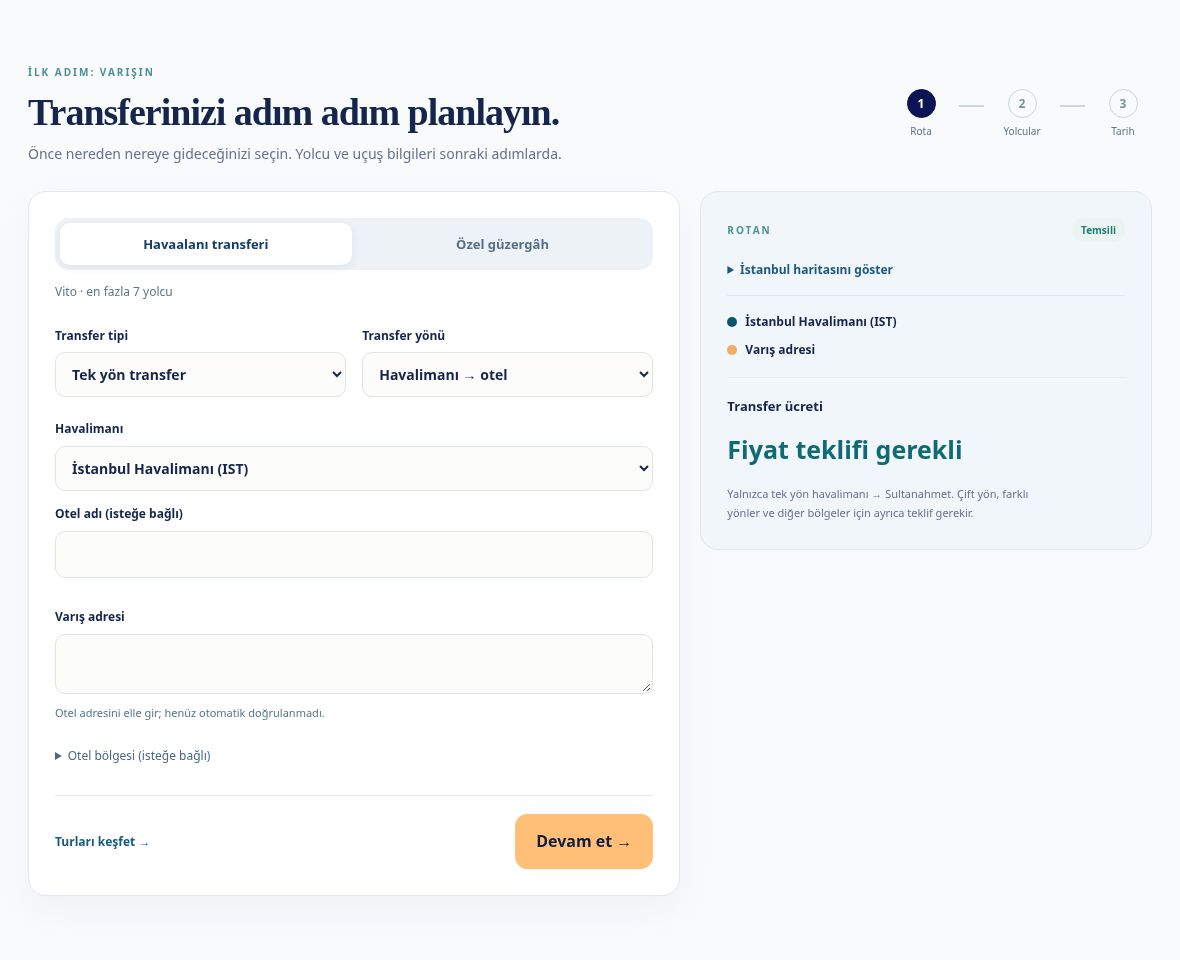 İLK ADIM: VARIŞIN
Transferinizi adım adım planlayın.
Önce nereden nereye gideceğinizi seçin. Yolcu ve uçuş bilgileri sonraki adımlarda.
1
Rota
2
Yolcular
3
Tarih
Havaalanı transferi
Özel güzergâh
Vito · en fazla 7 yolcu
Transfer tipi
Transfer yönü
Tek yön transfer
Havalimanı → otel
Havalimanı
İstanbul Havalimanı (IST)
Otel adı (isteğe bağlı)
Varış adresi
Otel adresini elle gir; henüz otomatik doğrulanmadı.
▶ Otel bölgesi (isteğe bağlı)
Turları keşfet →
Devam et →
ROTAN
Temsili
▶ İstanbul haritasını göster
İstanbul Havalimanı (IST)
Varış adresi
Transfer ücreti
Fiyat teklifi gerekli
Yalnızca tek yön havalimanı → Sultanahmet. Çift yön, farklı
yönler ve diğer bölgeler için ayrıca teklif gerekir.